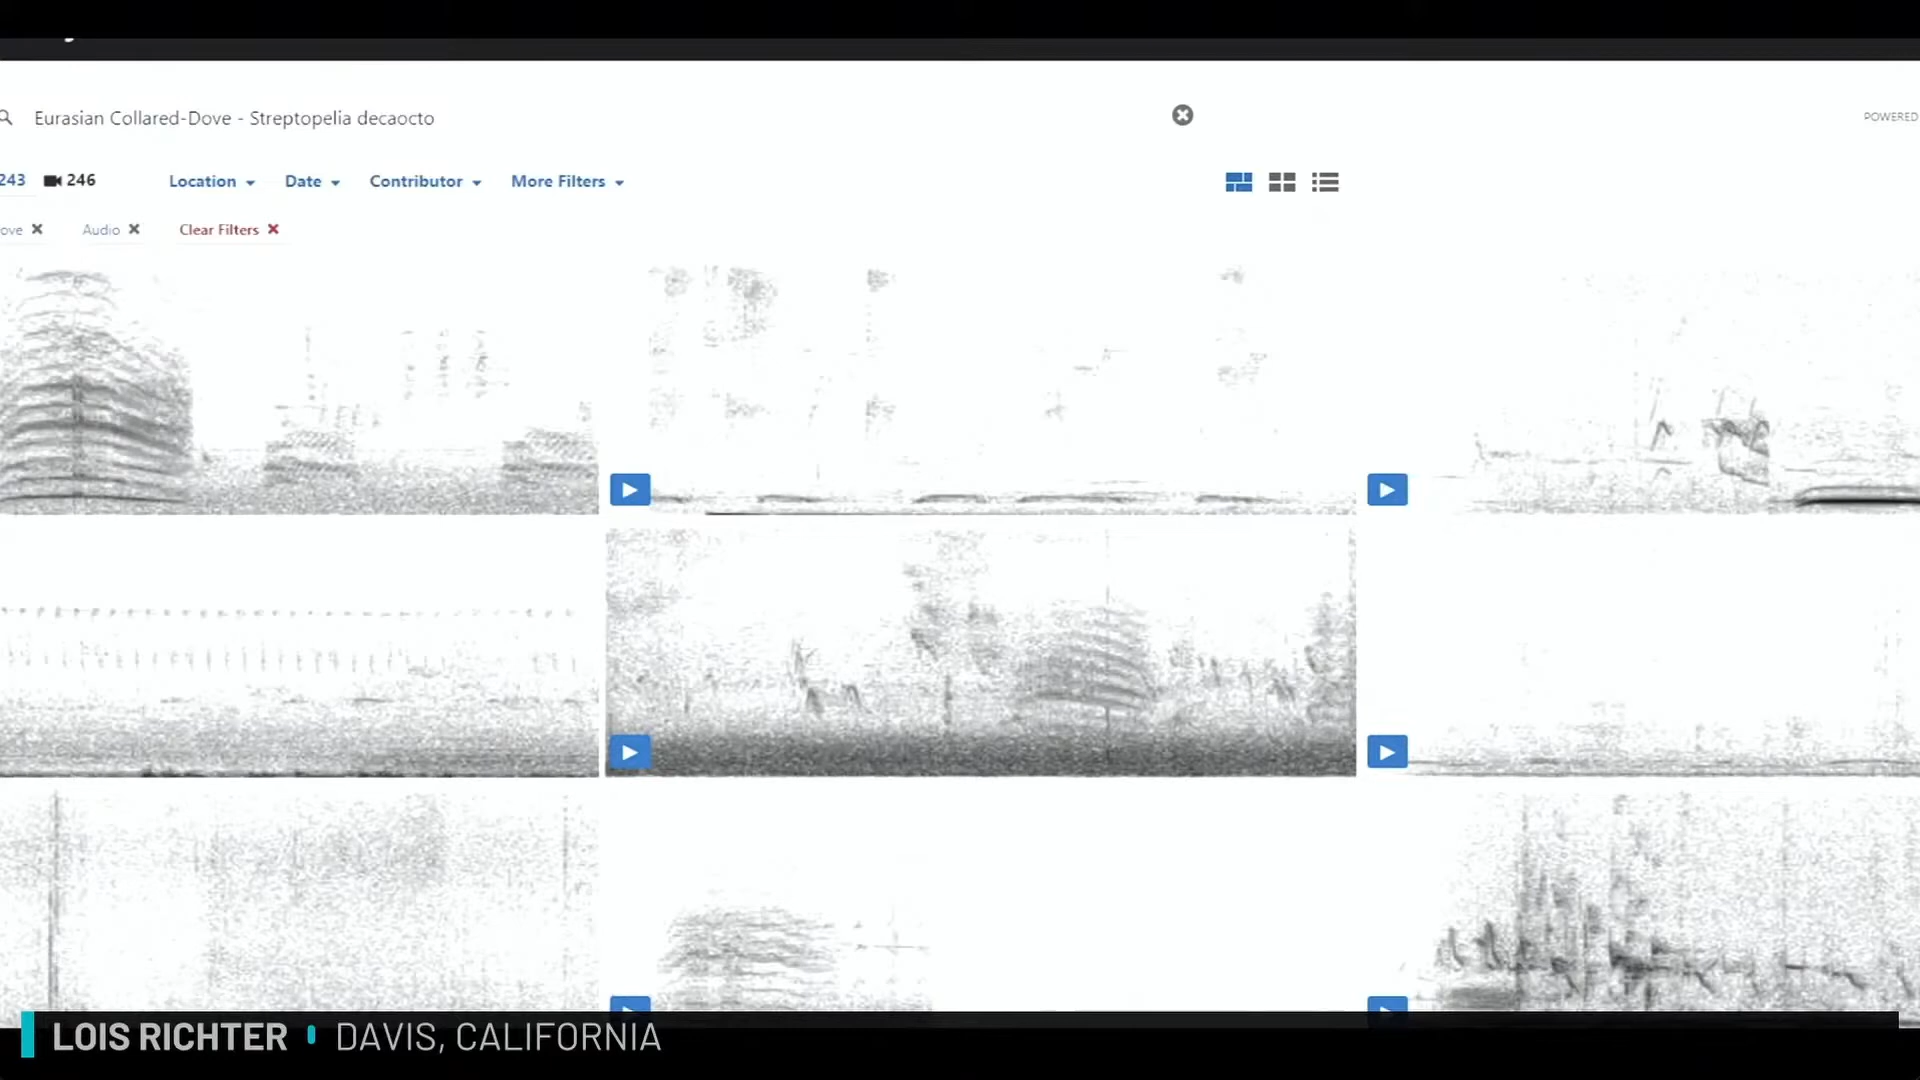 Eurasian Collared-Dove - Streptopelia decaocto
POWERED
243 246 Location Date Contributor More Filters
ove Audio Clear Filters
LOIS RICHTER DAVIS, CALIFORNIA